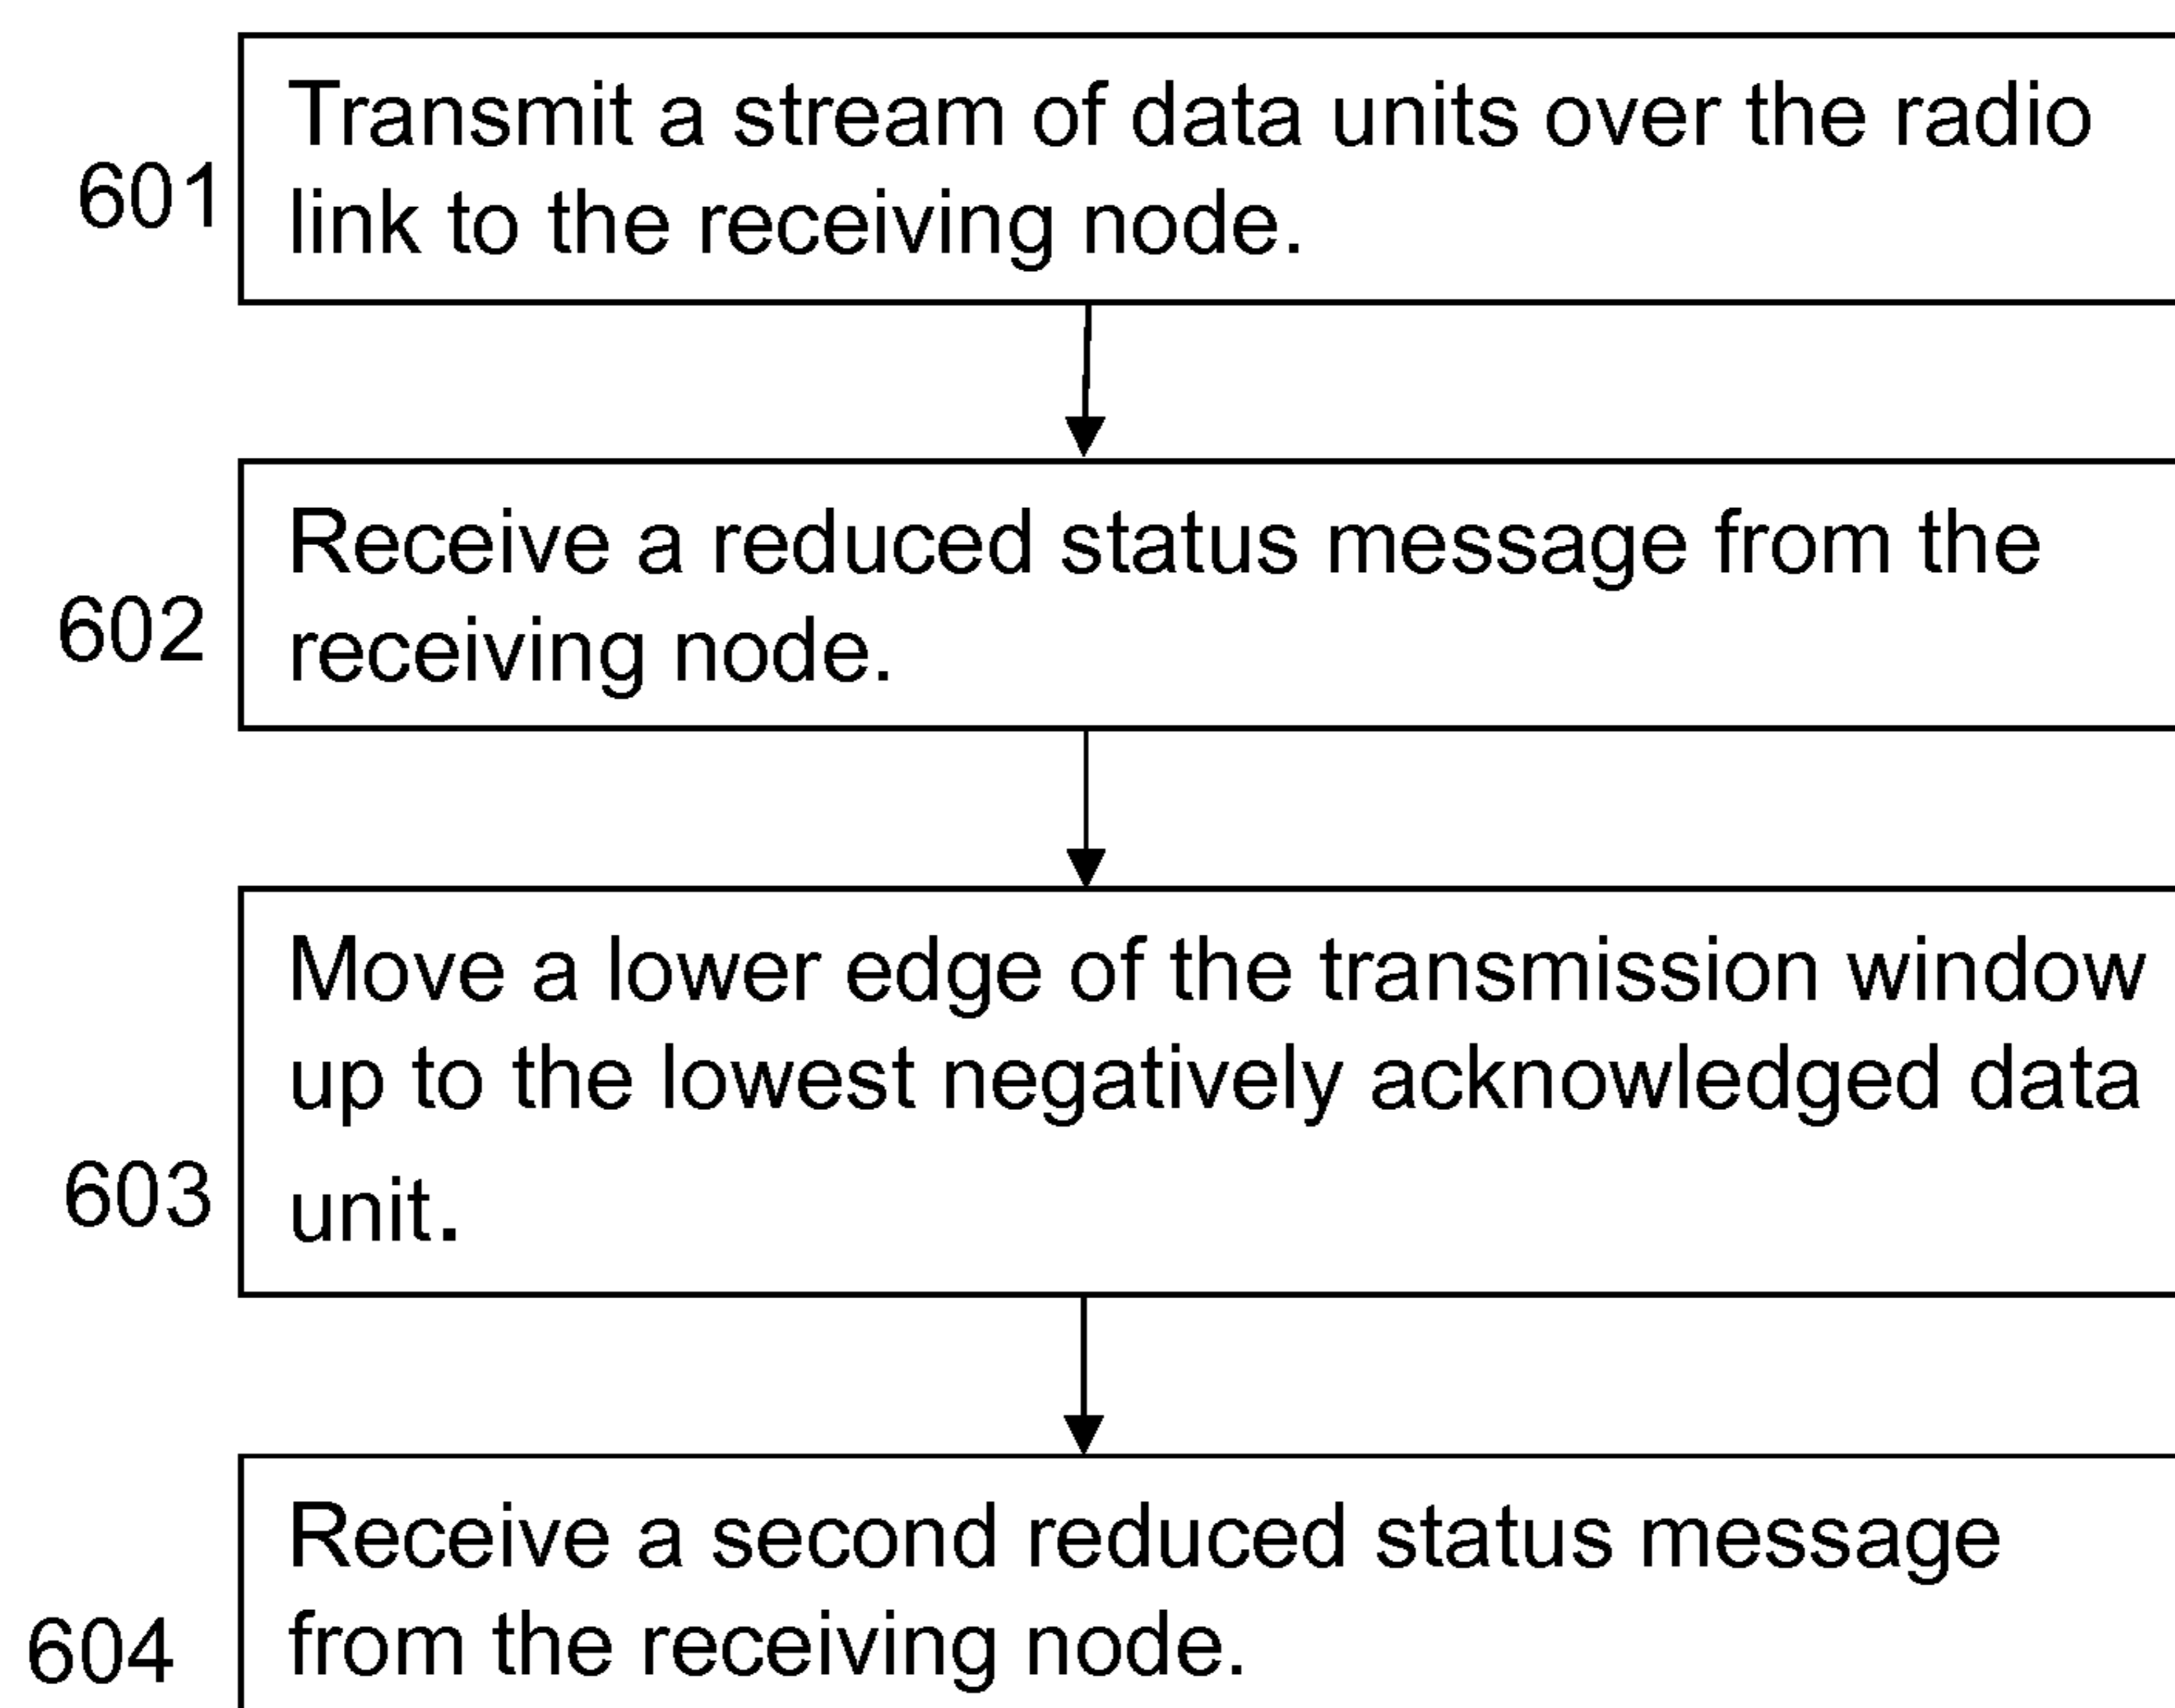 Transmit a stream of data units over the radio
601
link to the receiving node.
Receive a reduced status message from the
602
receiving node.
Move a lower edge of the transmission window
up to the lowest negatively acknowledged data
603
unit.
Receive a second reduced status message
604
from the receiving node.